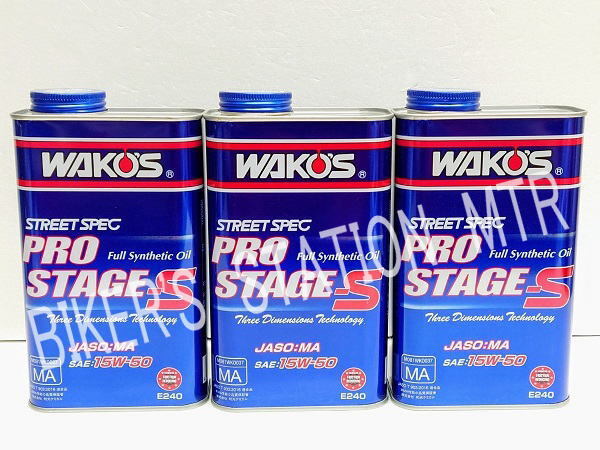 WAKO'S®
STREET SPEC
PRO
Full Synthetic Oil
STAGE-S
Three Dimensions Technology
JASO:MA
SAE:15W-50
MA
E240
WAKO'S®
STREET SPEC
PRO
Full Synthetic Oil
STAGE-S
Three Dimensions Technology
M081WK0037
JASO:MA
SAE:15W-50
MA
E240
WAKO'S®
STREET SPEC
PRO
Full Synthetic Oil
STAGE-S
Three Dimensions Technology
M081WK0037
JASO:MA
SAE:15W-50
MA
E240
BIKERS STATION MTR